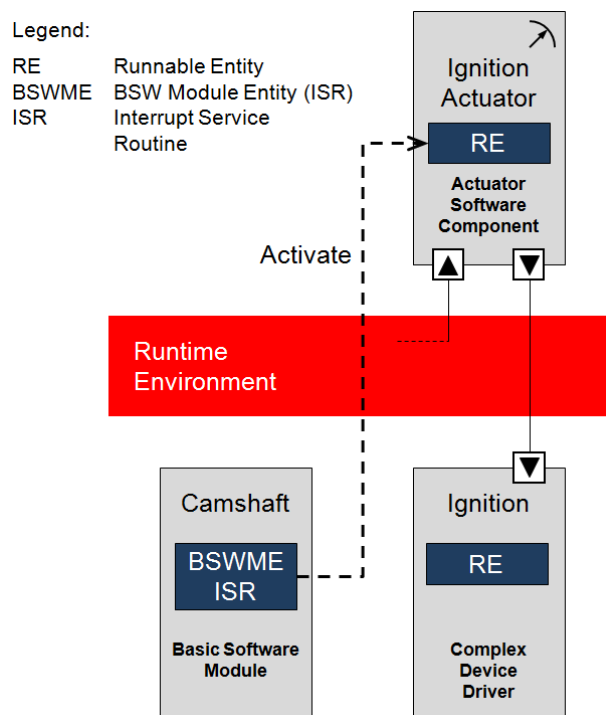 Legend:
RE Runnable Entity
BSWME BSW Module Entity (ISR)
ISR Interrupt Service
Routine
Ignition
Actuator
RE
Actuator
Software
Component
Activate
Runtime
Environment
Camshaft
BSWME
ISR
Basic Software
Module
Ignition
RE
Complex
Device
Driver